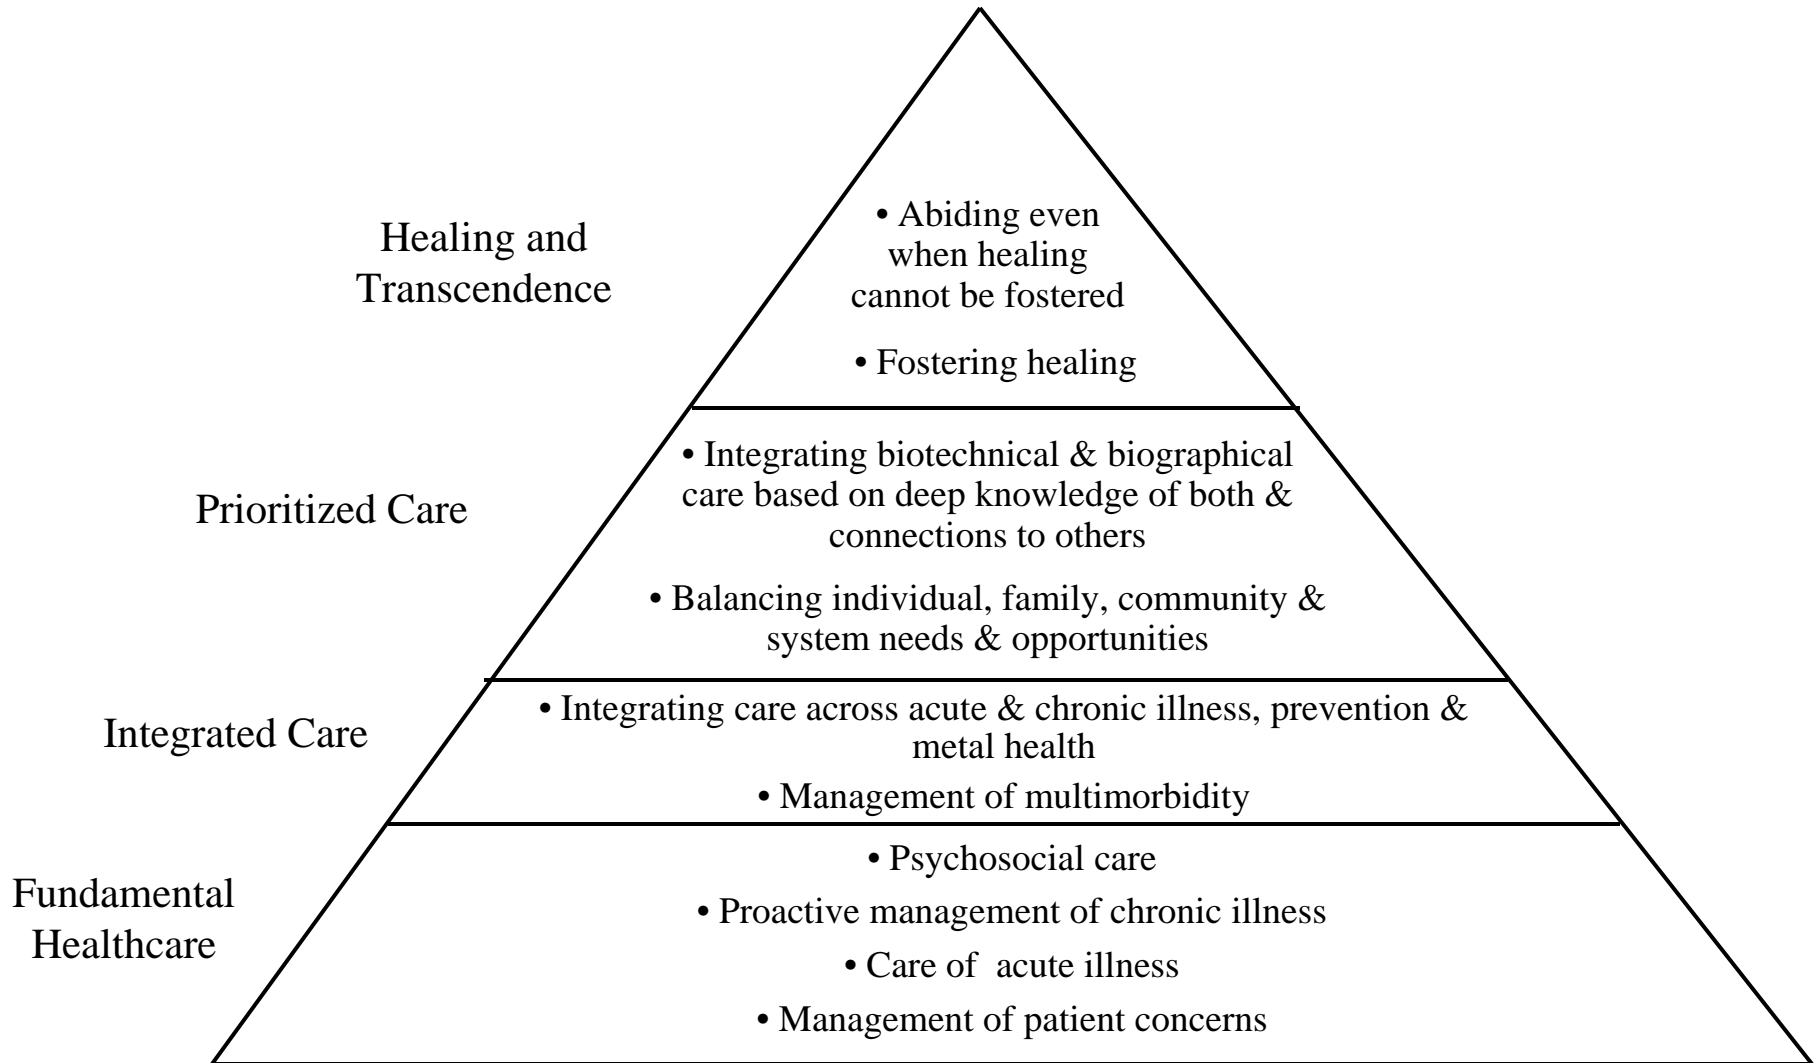 Healing and
Transcendence
• Abiding even
when healing
cannot be fostered
• Fostering healing
Prioritized Care
• Integrating biotechnical & biographical
care based on deep knowledge of both &
connections to others
• Balancing individual, family, community &
system needs & opportunities
Integrated Care
• Integrating care across acute & chronic illness, prevention &
metal health
• Management of multimorbidity
Fundamental
Healthcare
• Psychosocial care
• Proactive management of chronic illness
• Care of  acute illness
• Management of patient concerns